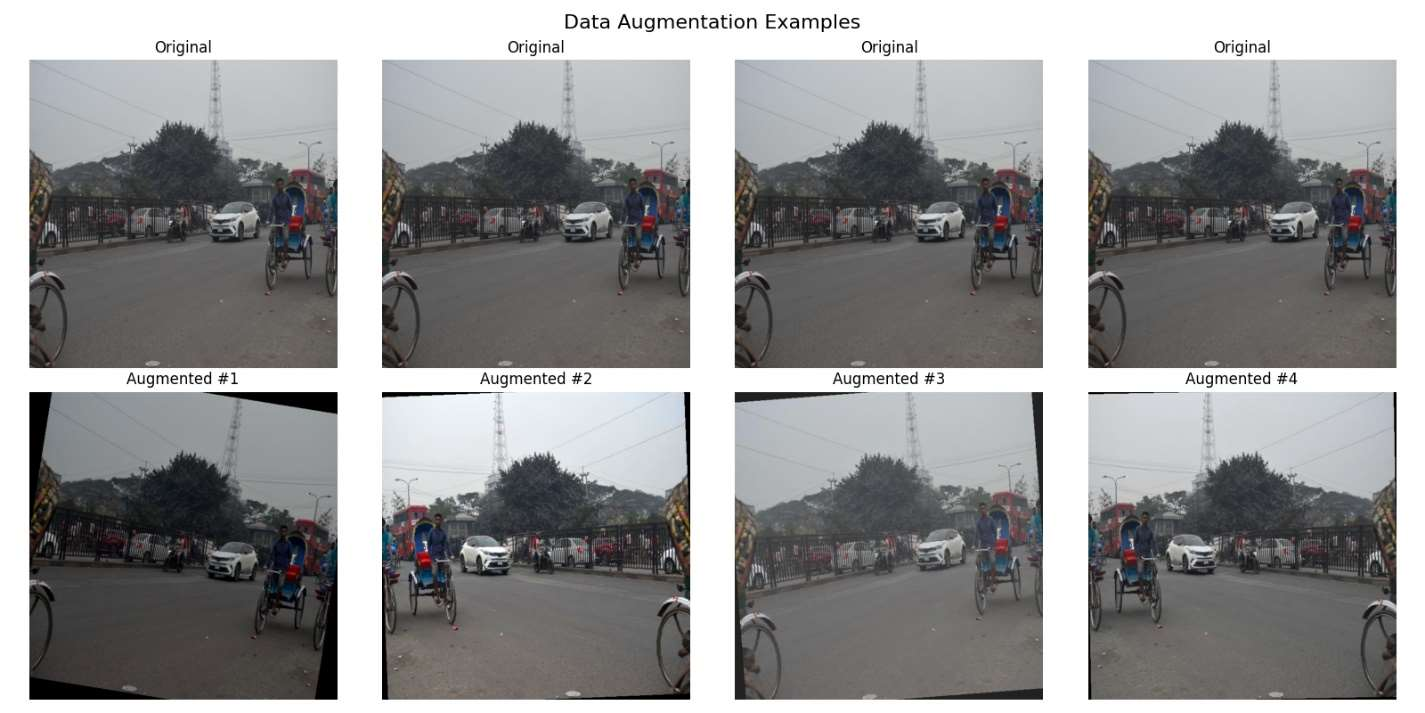 Data Augmentation Examples
Original
Original
Original
Original
Augmented #1
Augmented #2
Augmented #3
Augmented #4